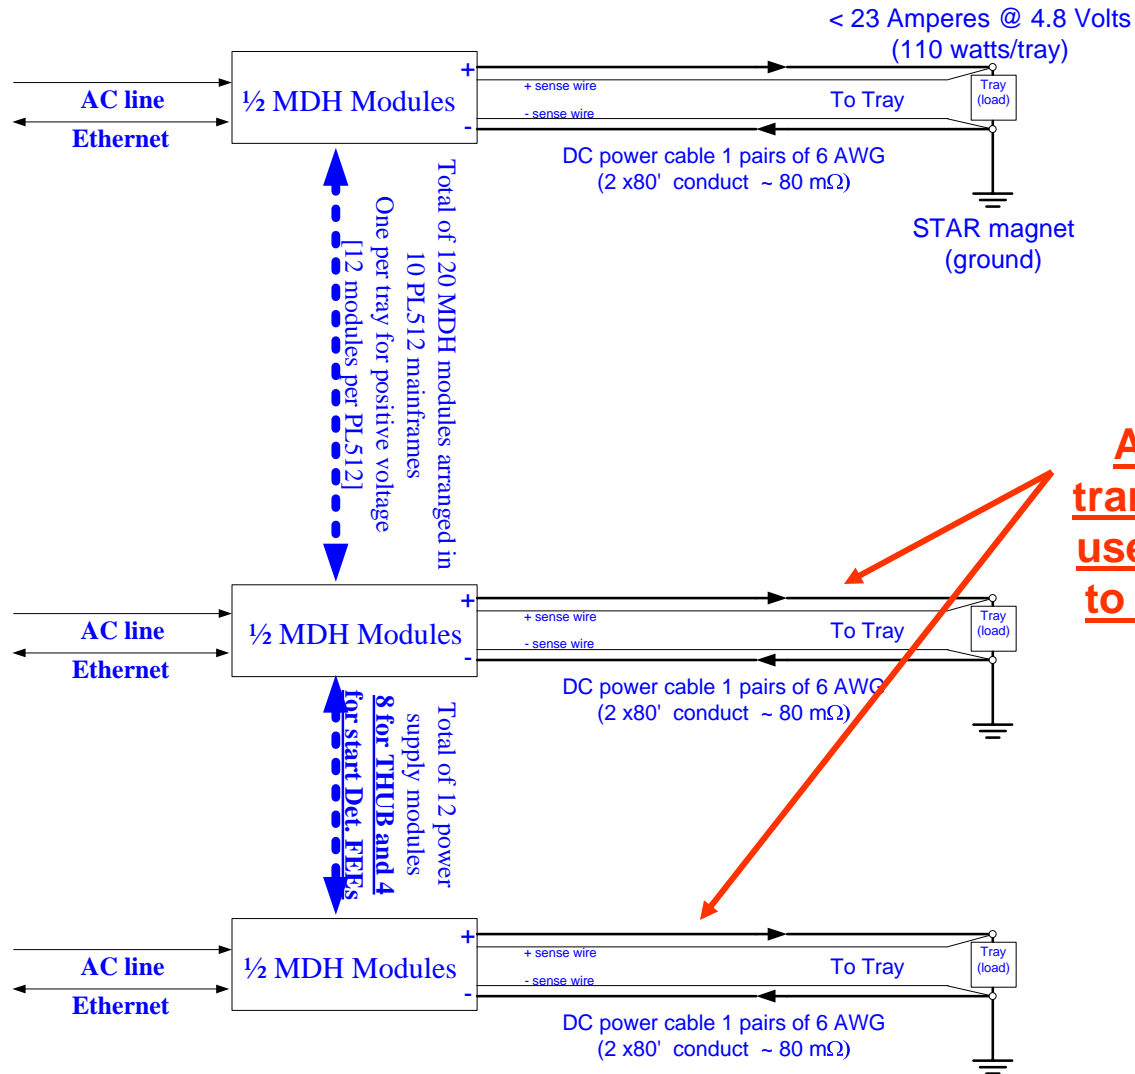 < 23 Amperes @ 4.8 Volts
(110 watts/tray)
AC line
Ethernet
½ MDH Modules
+
-
+ sense wire
- sense wire
To Tray
Tray
(load)
DC power cable 1 pairs of 6 AWG
(2 x80' conduct ~ 80 mΩ)
STAR magnet
(ground)
Total of 120 MDH modules arranged in
10 PL512 mainframes
One per tray for positive voltage
[12 modules per PL512]
AC line
Ethernet
½ MDH Modules
+
-
+ sense wire
- sense wire
To Tray
Tray
(load)
DC power cable 1 pairs of 6 AWG
(2 x80' conduct ~ 80 mΩ)
to
Total of 12 power
supply modules
8 for THUB and 4
for start Det. FEEs
AC line
Ethernet
½ MDH Modules
+
-
+ sense wire
- sense wire
To Tray
Tray
(load)
DC power cable 1 pairs of 6 AWG
(2 x80' conduct ~ 80 mΩ)